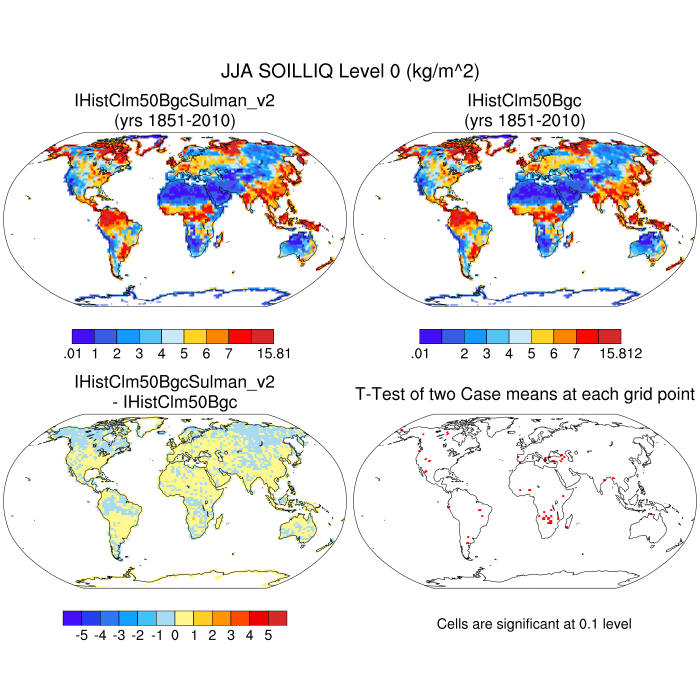 JJA SOILLIQ Level 0 (kg/m^2)
IHistClm50BgcSulman_v2
(yrs 1851-2010)
IHistClm50Bgc
(yrs 1851-2010)
.01 1 2 3 4 5 6 7 15.81
.01 1 2 3 4 5 6 7 15.812
IHistClm50BgcSulman_v2
- IHistClm50Bgc
T-Test of two Case means at each grid point
-5 -4 -3 -2 -1 0 1 2 3 4 5
Cells are significant at 0.1 level